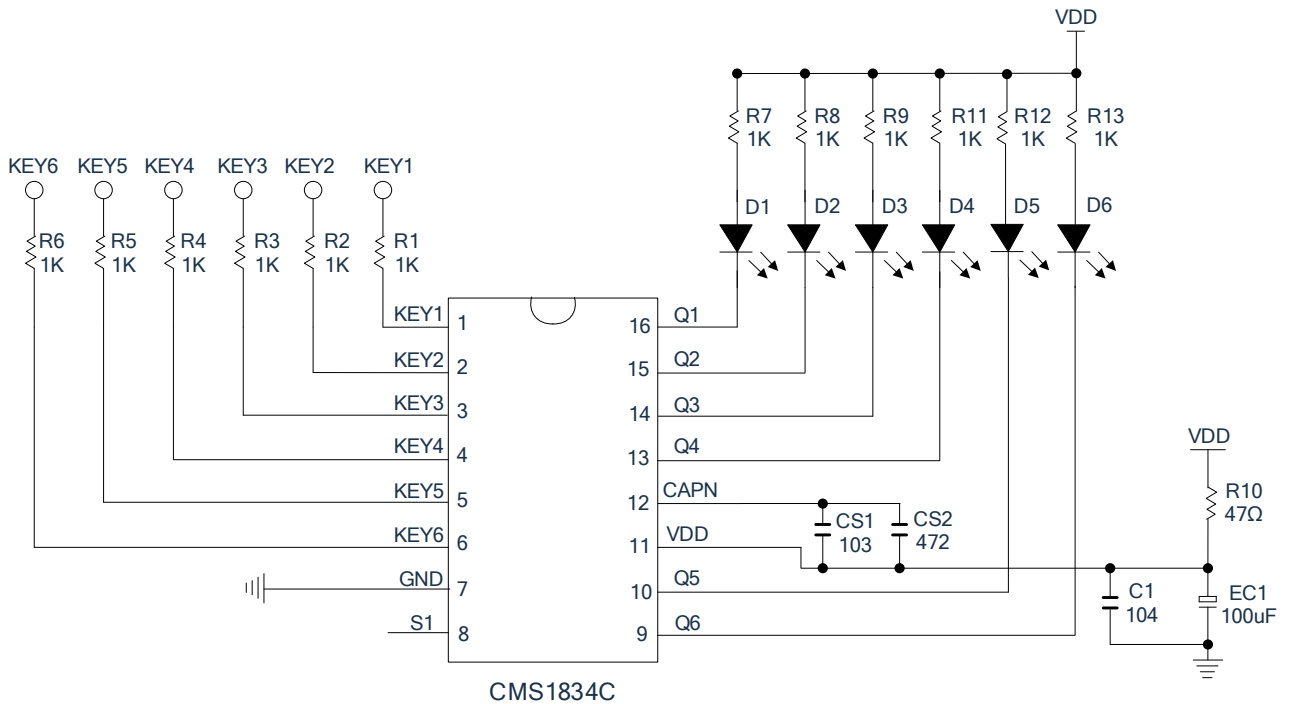 VDD
R7 R8 R9 R11 R12 R13
1K 1K 1K 1K 1K 1K
KEY6 KEY5 KEY4 KEY3 KEY2 KEY1
D1 D2 D3 D4 D5 D6
R6 R5 R4 R3 R2 R1
1K 1K 1K 1K 1K 1K
KEY1 1 16 Q1
KEY2 2 15 Q2
KEY3 3 14 Q3
KEY4 4 13 Q4
VDD
KEY5 5 12 CAPN
R10
47Ω
CS1 CS2
103 472
KEY6 6 11 VDD
GND 7 10 Q5
C1 EC1
104 100uF
S1 8 9 Q6
CMS1834C